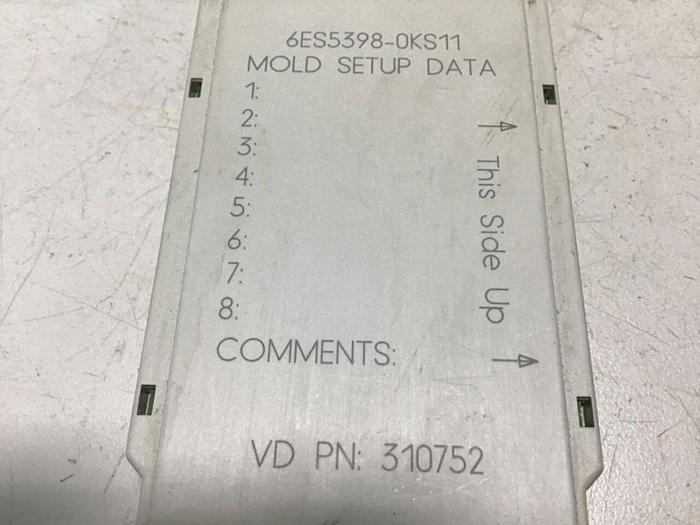 6ES5398-0KS11
MOLD SETUP DATA
1:
2:
3:
4:
5:
6:
7:
8:
This Side Up
COMMENTS:
VD PN: 310752